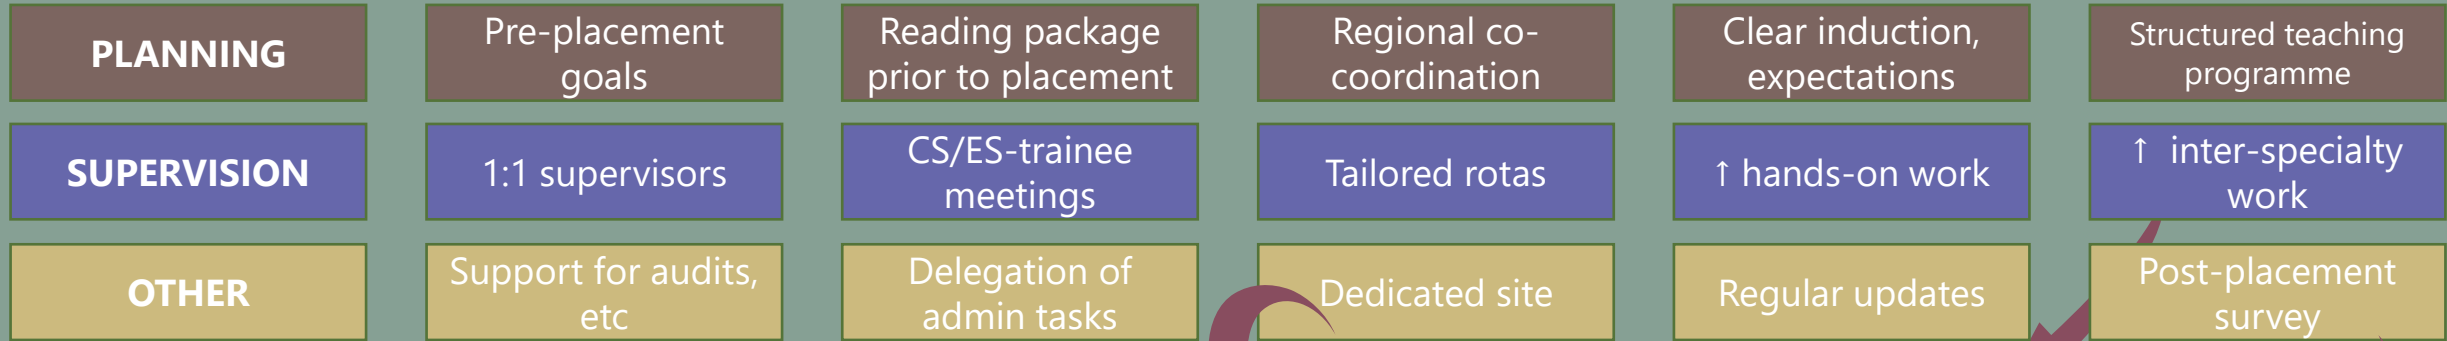 PLANNING
Pre-placement
goals
Reading package
prior to placement
Regional co-
coordination
Clear induction,
expectations
Structured teaching
programme
SUPERVISION
1:1 supervisors
CS/ES-trainee
meetings
Tailored rotas
↑ hands-on work
↑ inter-specialty
work
OTHER
Support for audits,
etc
Delegation of
admin tasks
Dedicated site
Regular updates
Post-placement
survey